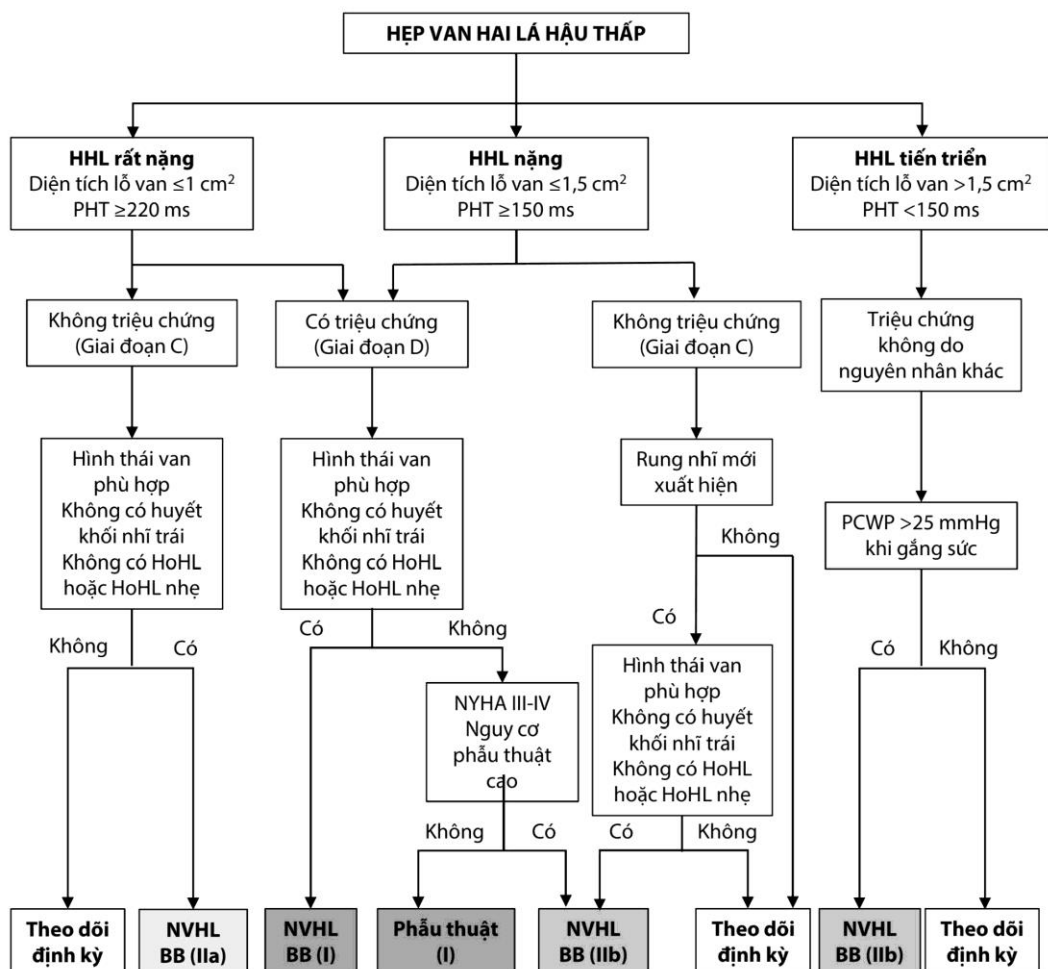 HẸP VAN HAI LÁ HẬU THẤP
HHL rất nặng
Diện tích lỗ van ≤1 cm²
PHT ≥220 ms
HHL nặng
Diện tích lỗ van ≤1,5 cm²
PHT ≥150 ms
HHL tiến triển
Diện tích lỗ van >1,5 cm²
PHT <150 ms
Không triệu chứng
(Giai đoạn C)
Có triệu chứng
(Giai đoạn D)
Không triệu chứng
(Giai đoạn C)
Triệu chứng
không do
nguyên nhân khác
Hình thái van
phù hợp
Không có huyết
khối nhĩ trái
Không có HoHL
hoặc HoHL nhẹ
Hình thái van
phù hợp
Không có huyết
khối nhĩ trái
Không có HoHL
hoặc HoHL nhẹ
Rung nhĩ mới
xuất hiện
PCWP >25 mmHg
khi gắng sức
Không
Có
Không
Có
Có
Không
Có
Không
NYHA III-IV
Nguy cơ
phẫu thuật
cao
Hình thái van
phù hợp
Không có huyết
khối nhĩ trái
Không có HoHL
hoặc HoHL nhẹ
Không
Có
Có
Không
Theo dõi
định kỳ
NVHL
BB (IIa)
NVHL
BB (I)
Phẫu thuật
(I)
NVHL
BB (IIb)
Theo dõi
định kỳ
NVHL
BB (IIb)
Theo dõi
định kỳ